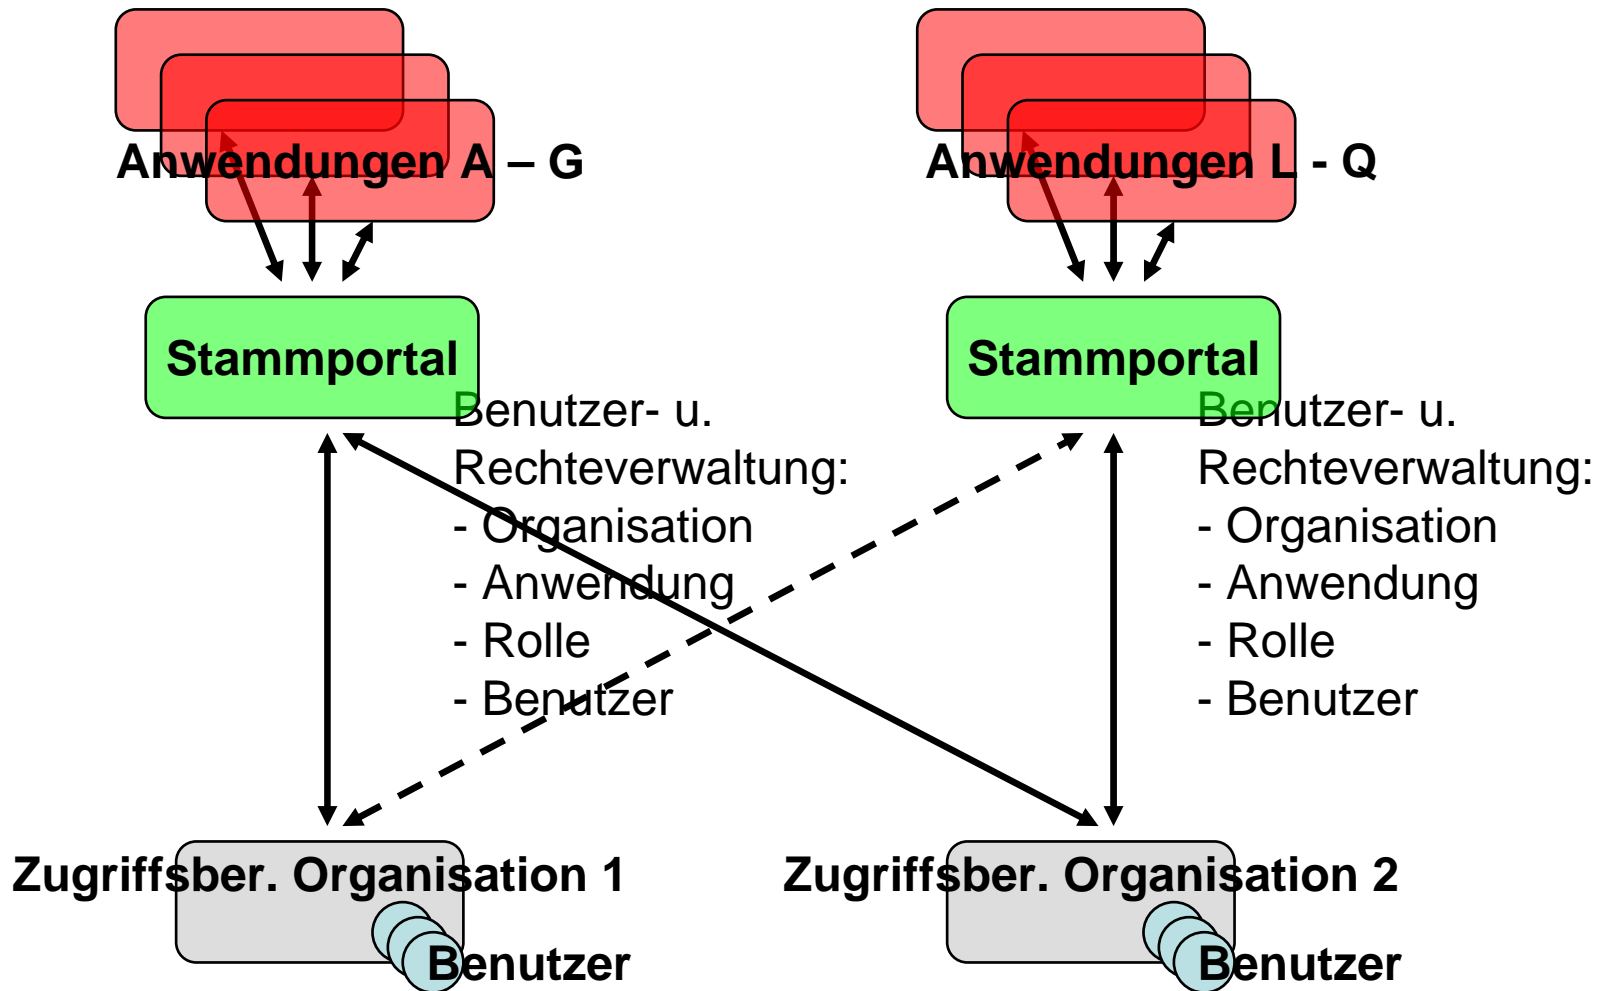 Anwendungen A – G
Anwendungen L - Q
Stammportal
Stammportal
Benutzer- u.
Rechteverwaltung:
- Organisation
- Anwendung
- Rolle
- Benutzer
Benutzer- u.
Rechteverwaltung:
- Organisation
- Anwendung
- Rolle
- Benutzer
Zugriffsber. Organisation 1
Benutzer
Zugriffsber. Organisation 2
Benutzer